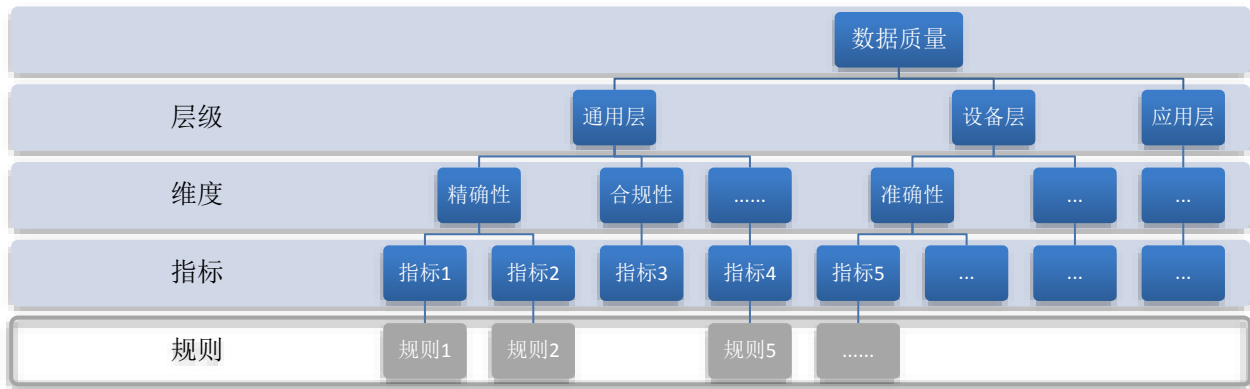 数据质量
层级 通用层 设备层 应用层
维度 精确性 合规性 …… 准确性 ... ...
指标 指标1 指标2 指标3 指标4 指标5 ... ... ...
规则 规则1 规则2 规则5 ……